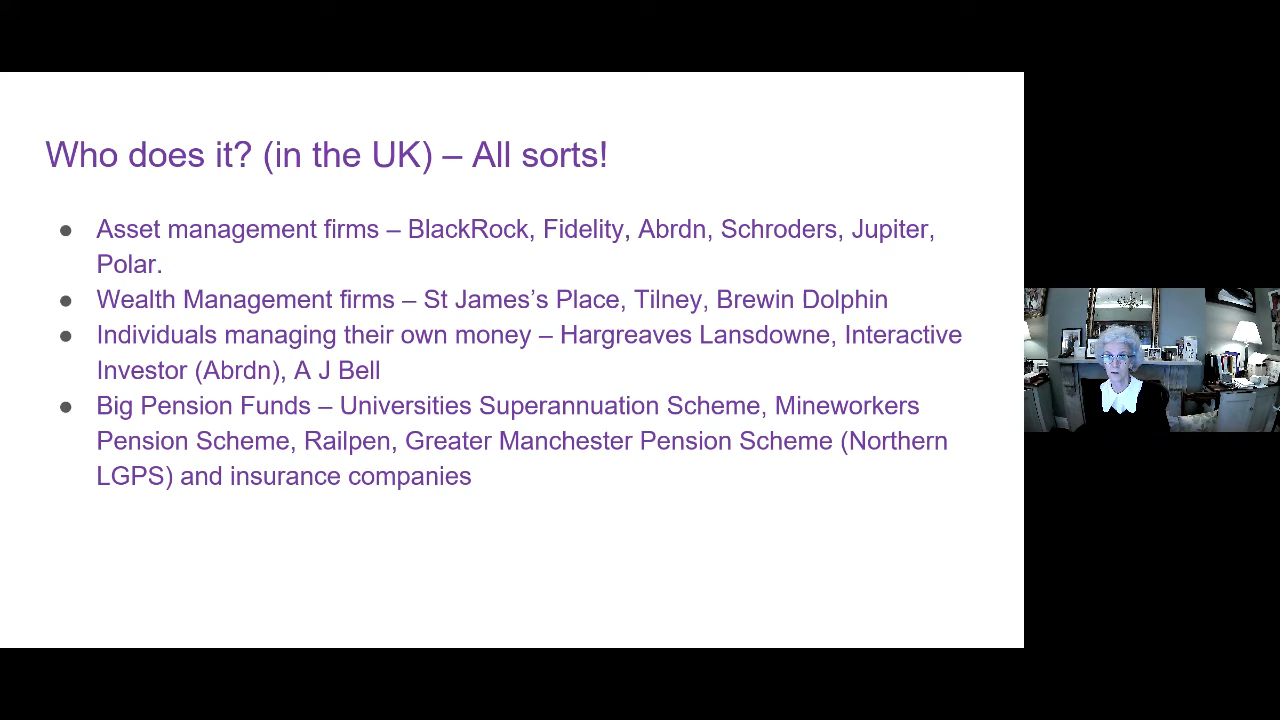 Who does it? (in the UK) – All sorts!
● Asset management firms – BlackRock, Fidelity, Abrdn, Schroders, Jupiter,
Polar.
● Wealth Management firms – St James’s Place, Tilney, Brewin Dolphin
● Individuals managing their own money – Hargreaves Lansdowne, Interactive
Investor (Abrdn), A J Bell
● Big Pension Funds – Universities Superannuation Scheme, Mineworkers
Pension Scheme, Railpen, Greater Manchester Pension Scheme (Northern
LGPS) and insurance companies